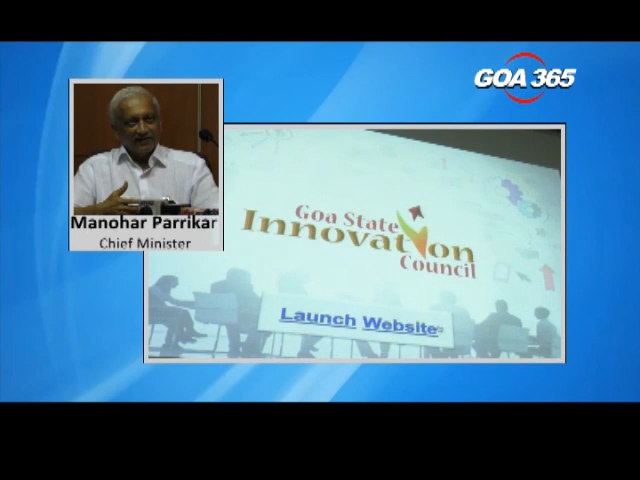 GOA 365
Manohar Parrikar
Chief Minister
Goa State
Innovation
Council
Launch Website